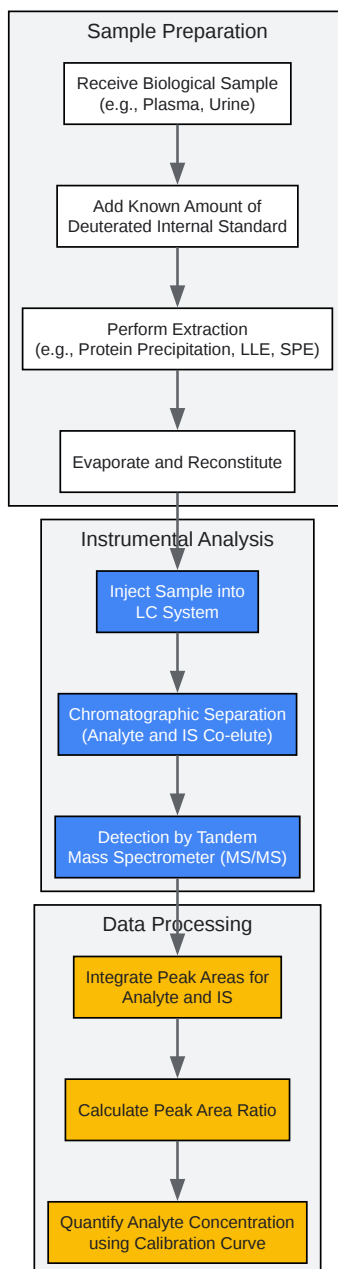 Sample Preparation
Receive Biological Sample
(e.g., Plasma, Urine)
Add Known Amount of
Deuterated Internal Standard
Perform Extraction
(e.g., Protein Precipitation, LLE, SPE)
Evaporate and Reconstitute
Instrumental Analysis
Inject Sample into
LC System
Chromatographic Separation
(Analyte and IS Co-elute)
Detection by Tandem
Mass Spectrometer (MS/MS)
Data Processing
Integrate Peak Areas for
Analyte and IS
Calculate Peak Area Ratio
Quantify Analyte Concentration
using Calibration Curve